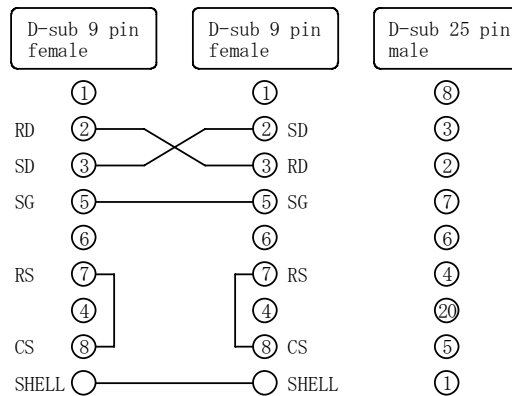 D-sub 9 pin
female
D-sub 9 pin
female
D-sub 25 pin
male
1 1 8
RD 2 2 SD 3
SD 3 3 RD 2
SG 5 5 SG 7
6 6 6
RS 7 7 RS 4
4 4 20
CS 8 8 CS 5
SHELL SHELL 1